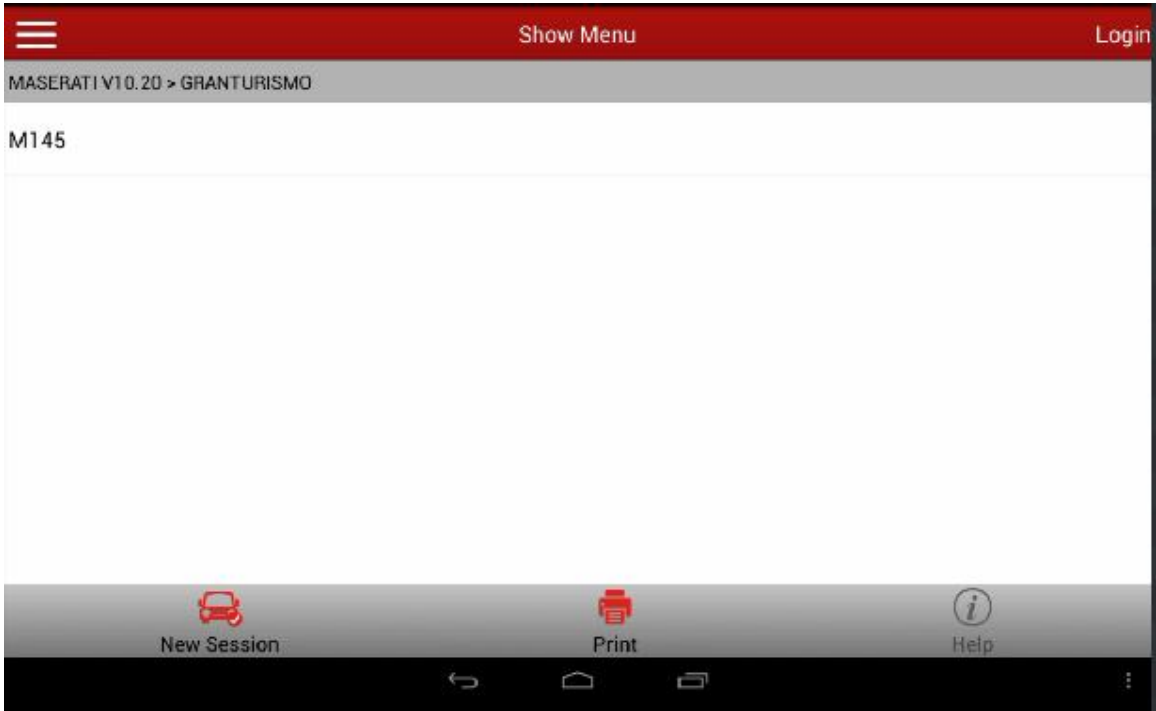 Show Menu Login
MASERATI V10.20 > GRANTURISMO
M145
New Session Print Help